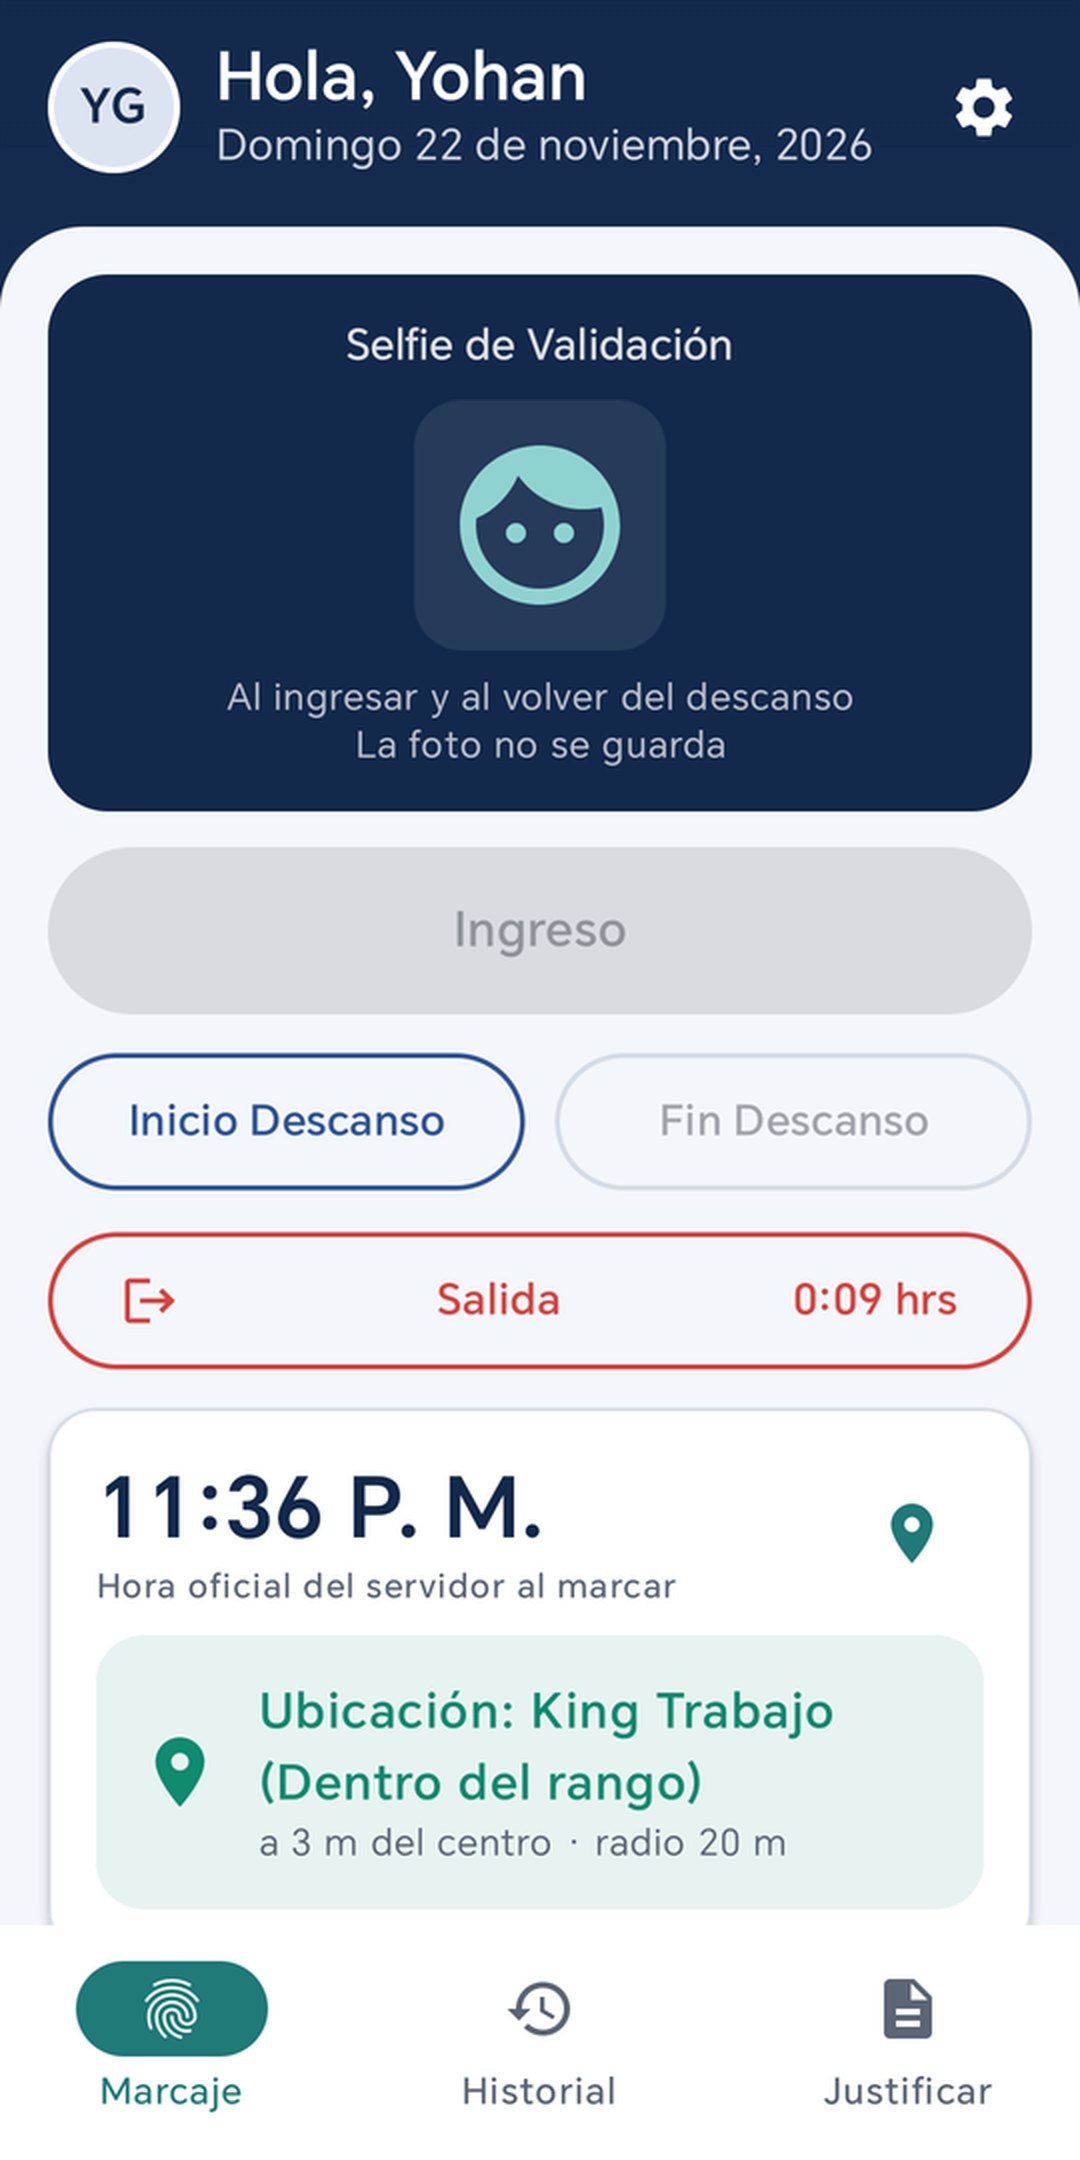 YG
Hola, Yohan
Domingo 22 de noviembre, 2026
Selfie de Validación
Al ingresar y al volver del descanso
La foto no se guarda
Ingreso
Inicio Descanso
Fin Descanso
Salida
0:09 hrs
11:36 P. M.
Hora oficial del servidor al marcar
Ubicación: King Trabajo
(Dentro del rango)
a 3 m del centro · radio 20 m
Marcaje
Historial
Justificar